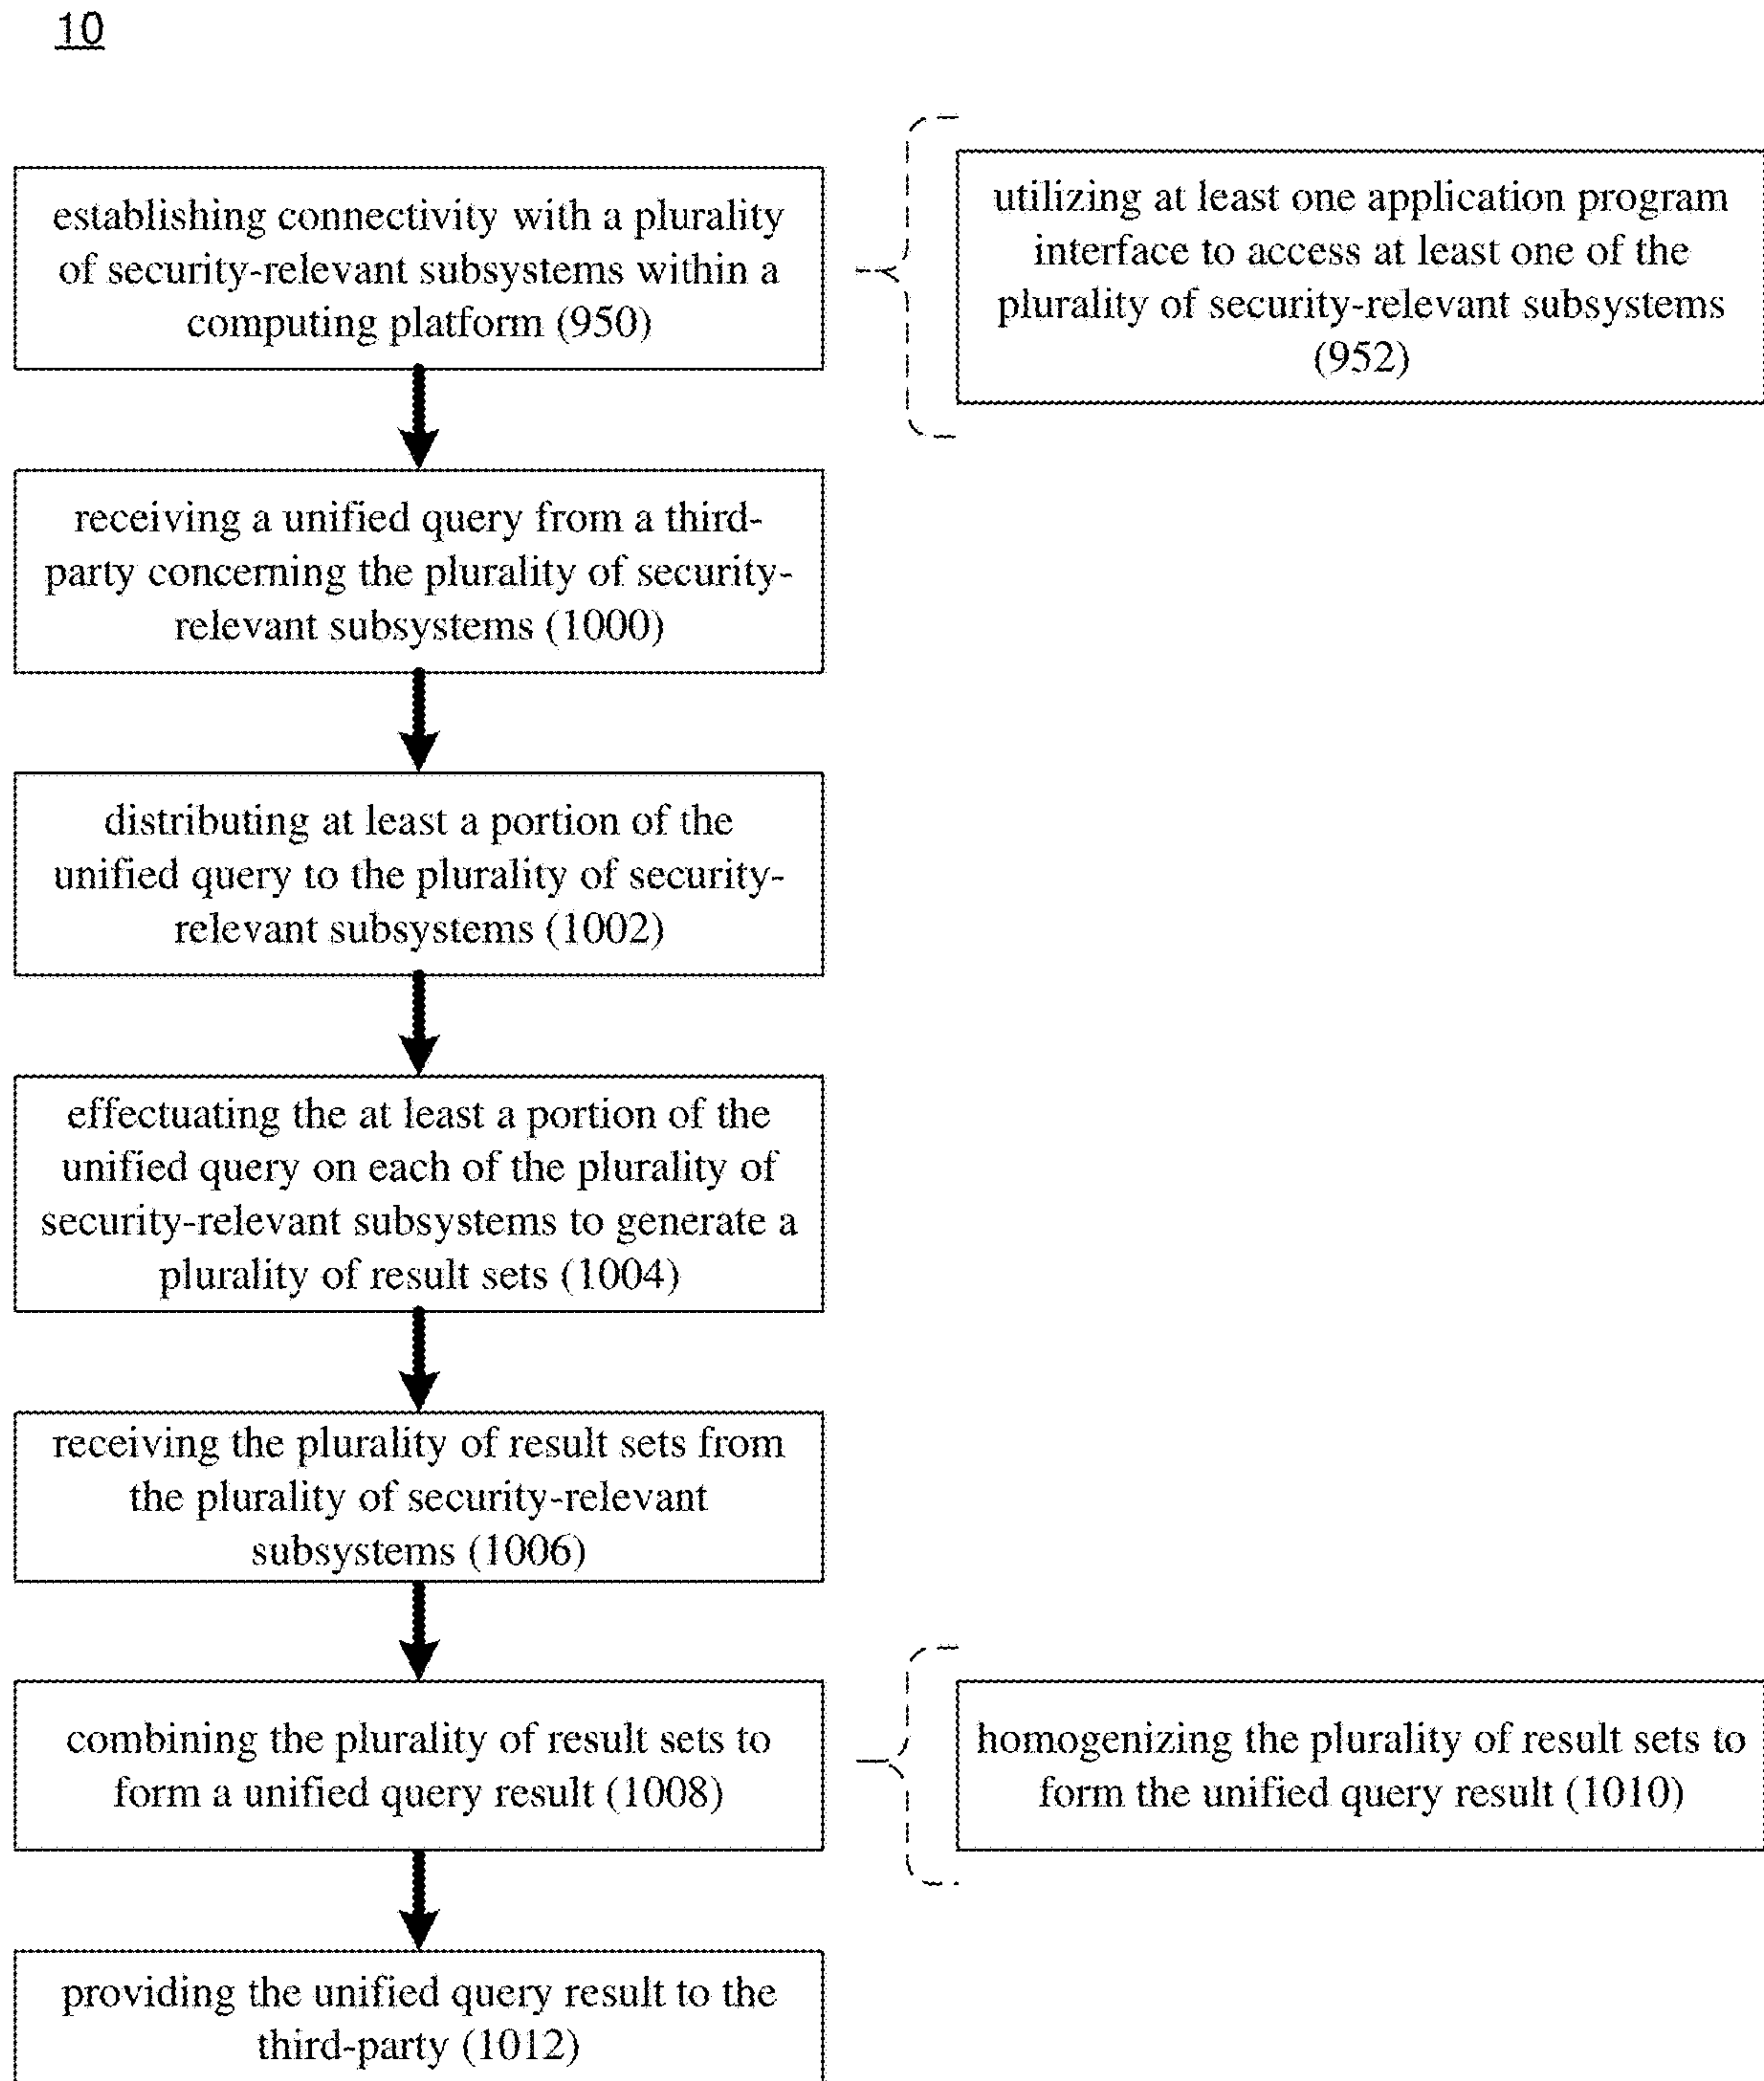 10
establishing connectivity with a plurality
of security-relevant subsystems within a
computing platform (950)
utilizing at least one application program
interface to access at least one of the
plurality of security-relevant subsystems
(952)
receiving a unified query from a third-
party concerning the plurality of security-
relevant subsystems (1000)
distributing at least a portion of the
unified query to the plurality of security-
relevant subsystems (1002)
effectuating the at least a portion of the
unified query on each of the plurality of
security-relevant subsystems to generate a
plurality of result sets (1004)
receiving the plurality of result sets from
the plurality of security-relevant
subsystems (1006)
combining the plurality of result sets to
form a unified query result (1008)
homogenizing the plurality of result sets to
form the unified query result (1010)
providing the unified query result to the
third-party (1012)